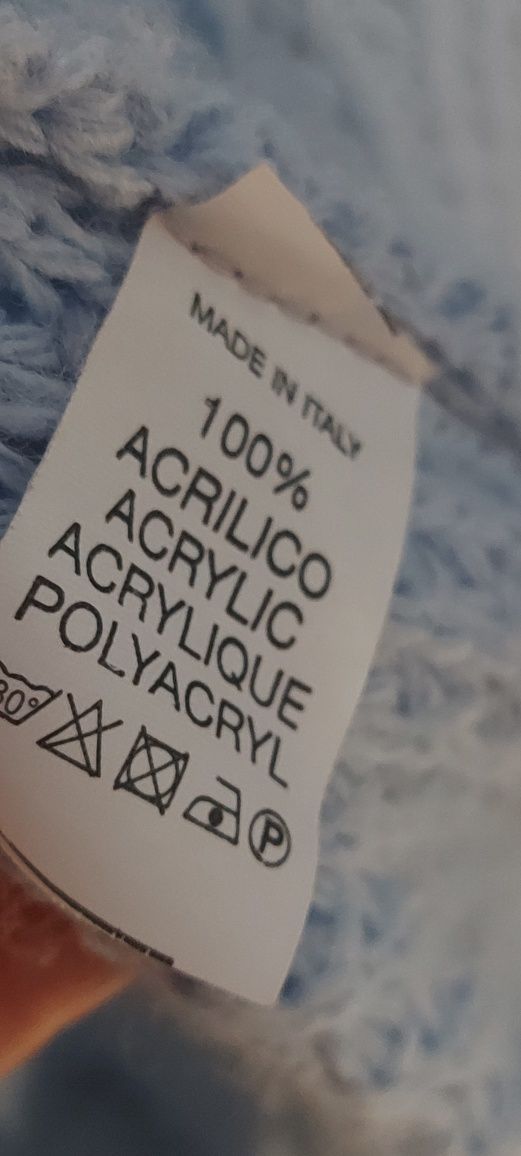 MADE IN ITALY
100%
ACRILICO
ACRYLIC
ACRYLIQUE
POLYACRYL
30° P